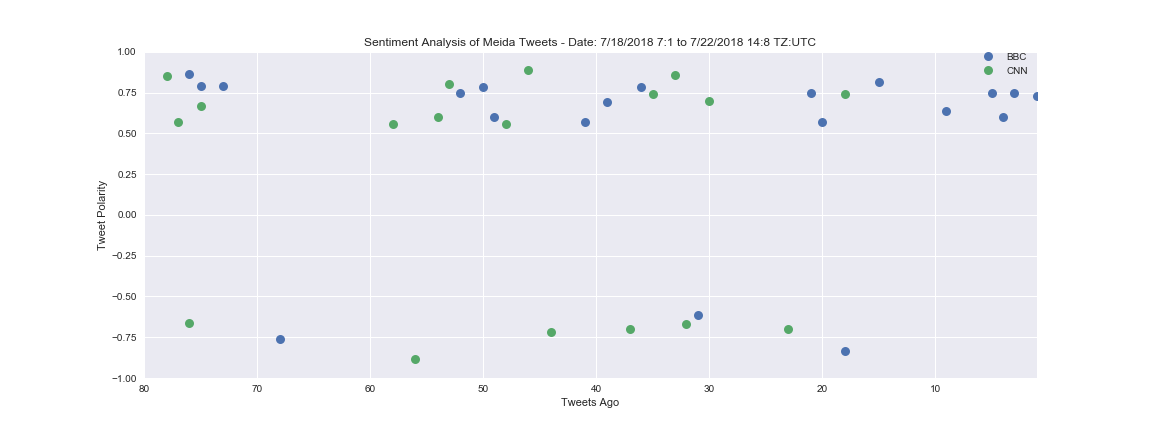 Sentiment Analysis of Meida Tweets - Date: 7/18/2018 7:1 to 7/22/2018 14:8 TZ:UTC
BBC
CNN
1.00
0.75
0.50
0.25
0.00
−0.25
−0.50
−0.75
−1.00
Tweet Polarity
80 70 60 50 40 30 20 10
Tweets Ago